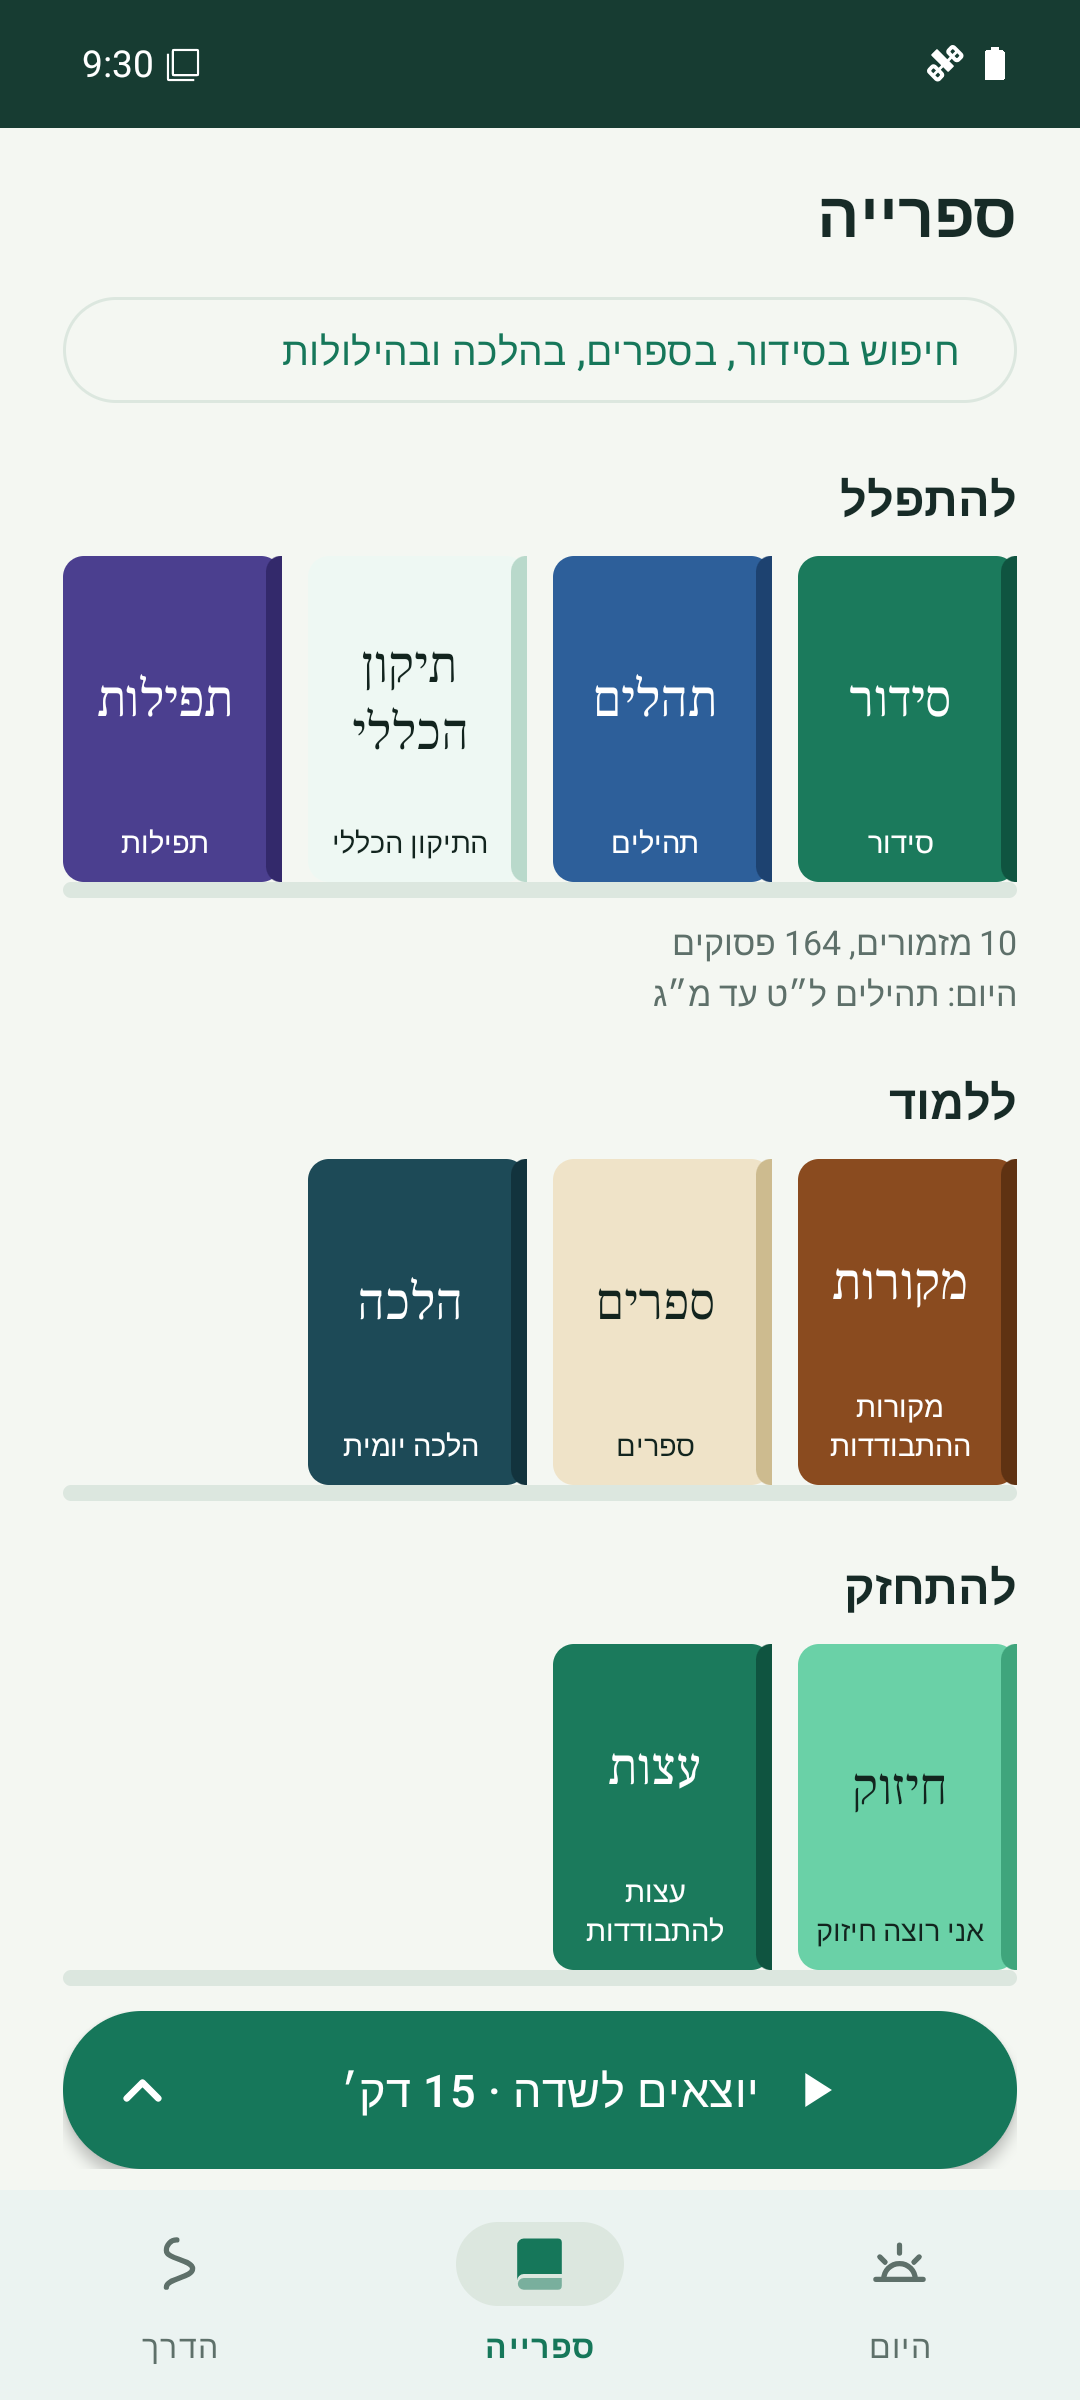 9:30
ספרייה
חיפוש בסידור, בספרים, בהלכה ובהילולות
להתפלל
סידור
סידור
תהלים
תהילים
תיקון
הכללי
התיקון הכללי
תפילות
תפילות
10 מזמורים, 164 פסוקים
היום: תהילים ל״ט עד מ״ג
ללמוד
מקורות
מקורות
ההתבודדות
ספרים
ספרים
הלכה
הלכה יומית
להתחזק
חיזוק
אני רוצה חיזוק
עצות
עצות
להתבודדות
יוצאים לשדה · 15 דק׳
היום
ספרייה
הדרך